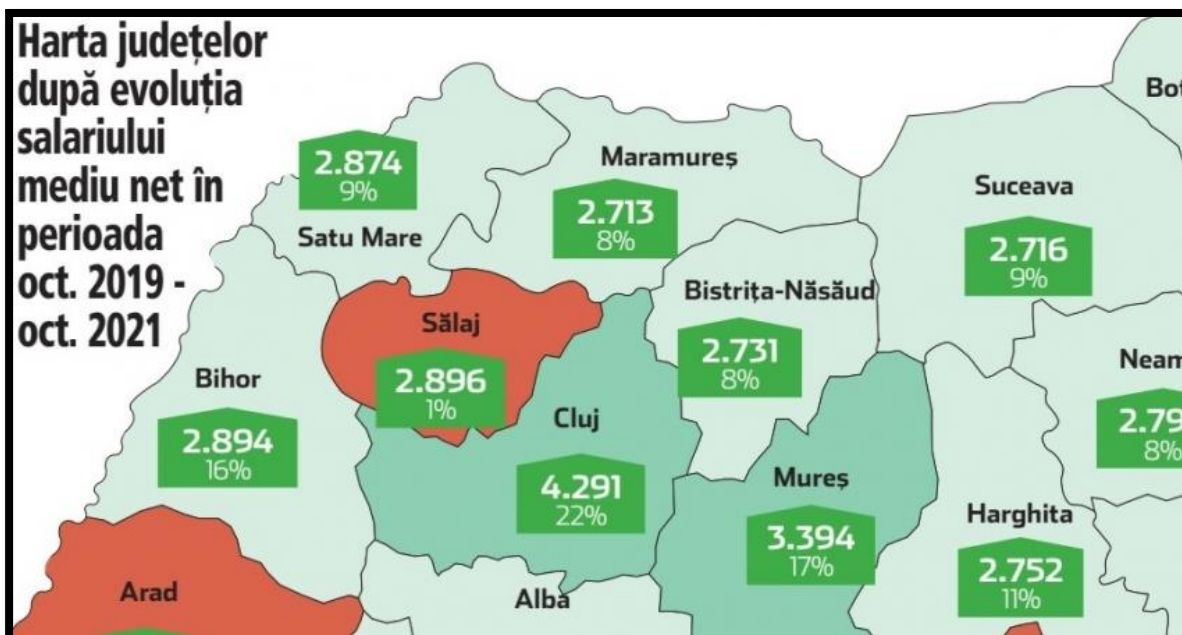 Harta județelor
după evoluția
salariului
mediu net în
perioada
oct. 2019 -
oct. 2021
2.874
9%
Satu Mare
Maramureș
2.713
8%
Suceava
2.716
9%
Bistrița-Năsăud
2.731
8%
Sălaj
2.896
1%
Bihor
2.894
16%
Cluj
4.291
22%
Mureș
3.394
17%
8%
Harghita
2.752
11%
Arad
Alba